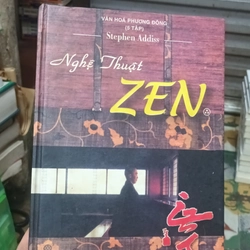 VĂN HOÁ PHƯƠNG ĐÔNG
(5 TẬP)
Stephen Addiss
Nghệ Thuật
ZEN